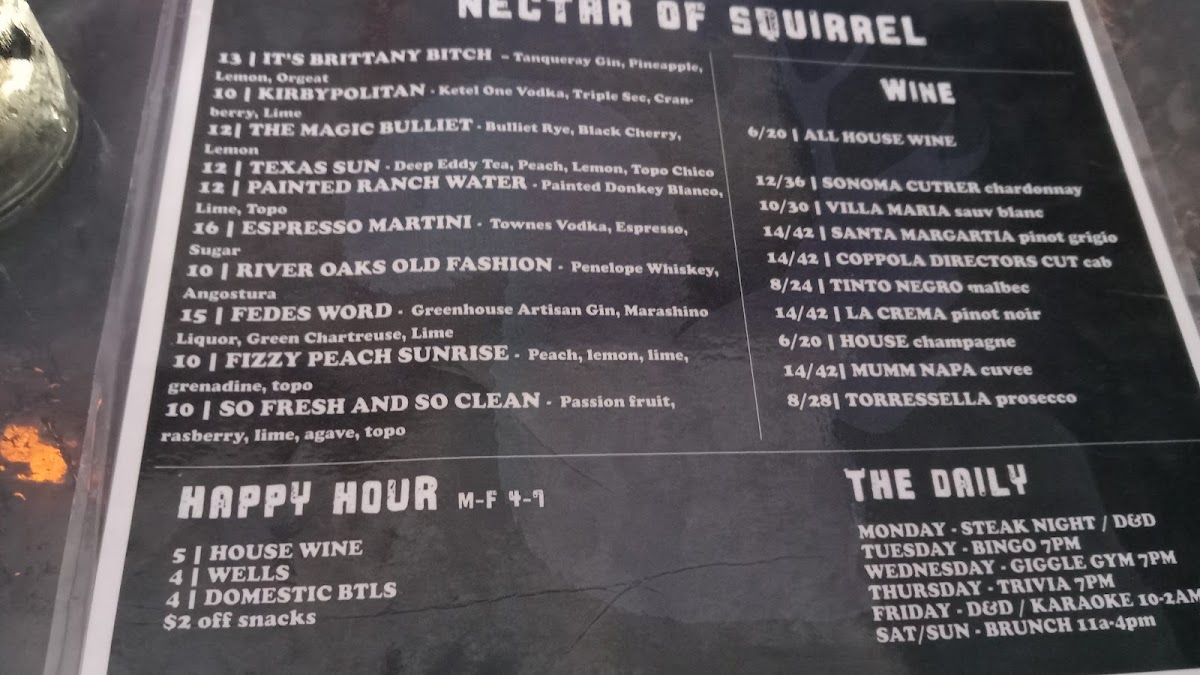 NECTAR OF SQUIRREL
13 | IT'S BRITTANY BITCH - Tanqueray Gin, Pineapple,
Lemon, Orgeat
10 | KIRBYPOLITAN - Ketel One Vodka, Triple Sec, Cran-
berry, Lime
12| THE MAGIC BULLIET - Bulliet Rye, Black Cherry,
Lemon
12 | TEXAS SUN - Deep Eddy Tea, Peach, Lemon, Topo Chico
12 | PAINTED RANCH WATER - Painted Donkey Blanco,
Lime, Topo
16 | ESPRESSO MARTINI - Townes Vodka, Espresso,
Sugar
10 | RIVER OAKS OLD FASHION - Penelope Whiskey,
Angostura
15 | FEDES WORD - Greenhouse Artisan Gin, Marashino
Liquor, Green Chartreuse, Lime
10 | FIZZY PEACH SUNRISE - Peach, lemon, lime,
grenadine, topo
10 | SO FRESH AND SO CLEAN - Passion fruit,
rasberry, lime, agave, topo
WINE
6/20 | ALL HOUSE WINE
12/36 | SONOMA CUTRER chardonnay
10/30 | VILLA MARIA sauv blanc
14/42 | SANTA MARGARTIA pinot grigio
14/42 | COPPOLA DIRECTORS CUT cab
8/24 | TINTO NEGRO malbec
14/42 | LA CREMA pinot noir
6/20 | HOUSE champagne
14/42| MUMM NAPA cuvee
8/28| TORRESSELLA prosecco
HAPPY HOUR M-F 4-7
5 | HOUSE WINE
4 | WELLS
4 | DOMESTIC BTLS
$2 off snacks
THE DAILY
MONDAY - STEAK NIGHT / D&D
TUESDAY - BINGO 7PM
WEDNESDAY - GIGGLE GYM 7PM
THURSDAY - TRIVIA 7PM
FRIDAY - D&D / KARAOKE 10-2AM
SAT/SUN - BRUNCH 11a-4pm